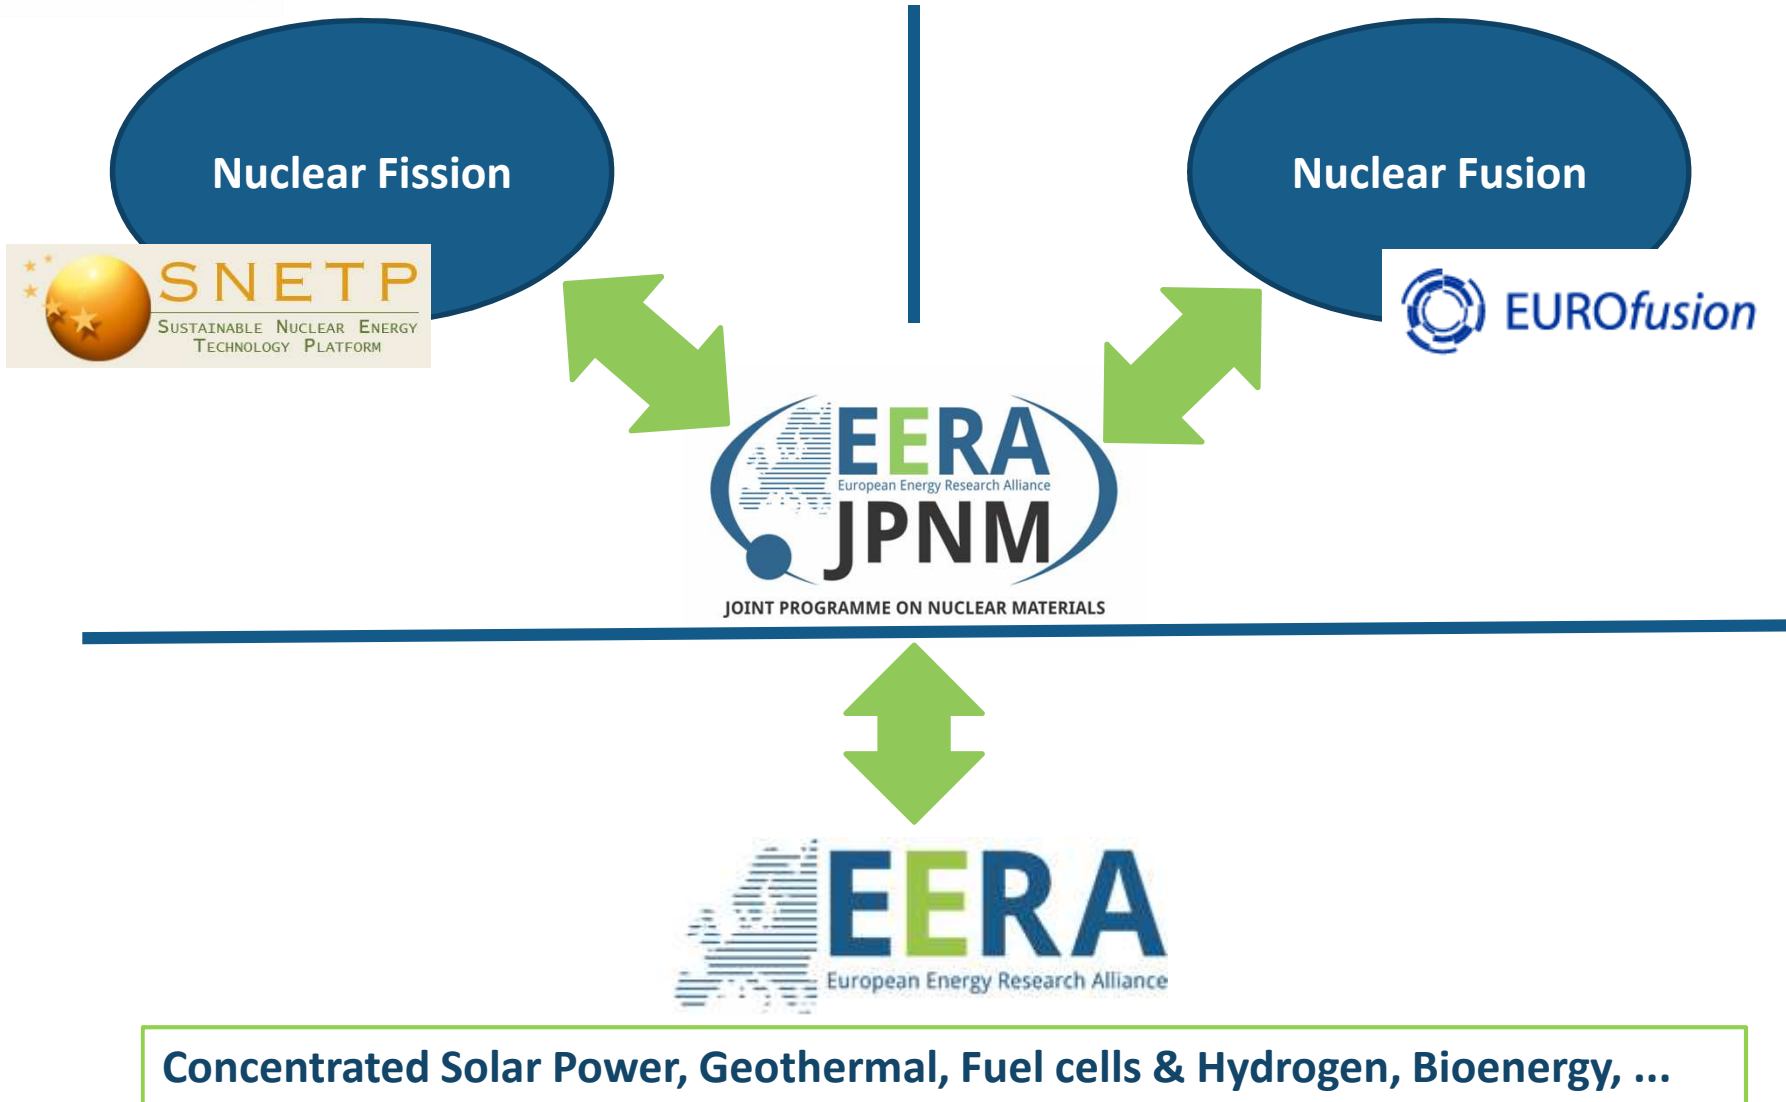 Nuclear Fission
Nuclear Fusion
SNETP
SUSTAINABLE NUCLEAR ENERGY
TECHNOLOGY PLATFORM
EUROfusion
EERA
European Energy Research Alliance
JPNM
JOINT PROGRAMME ON NUCLEAR MATERIALS
EERA
European Energy Research Alliance
Concentrated Solar Power, Geothermal, Fuel cells & Hydrogen, Bioenergy, ...